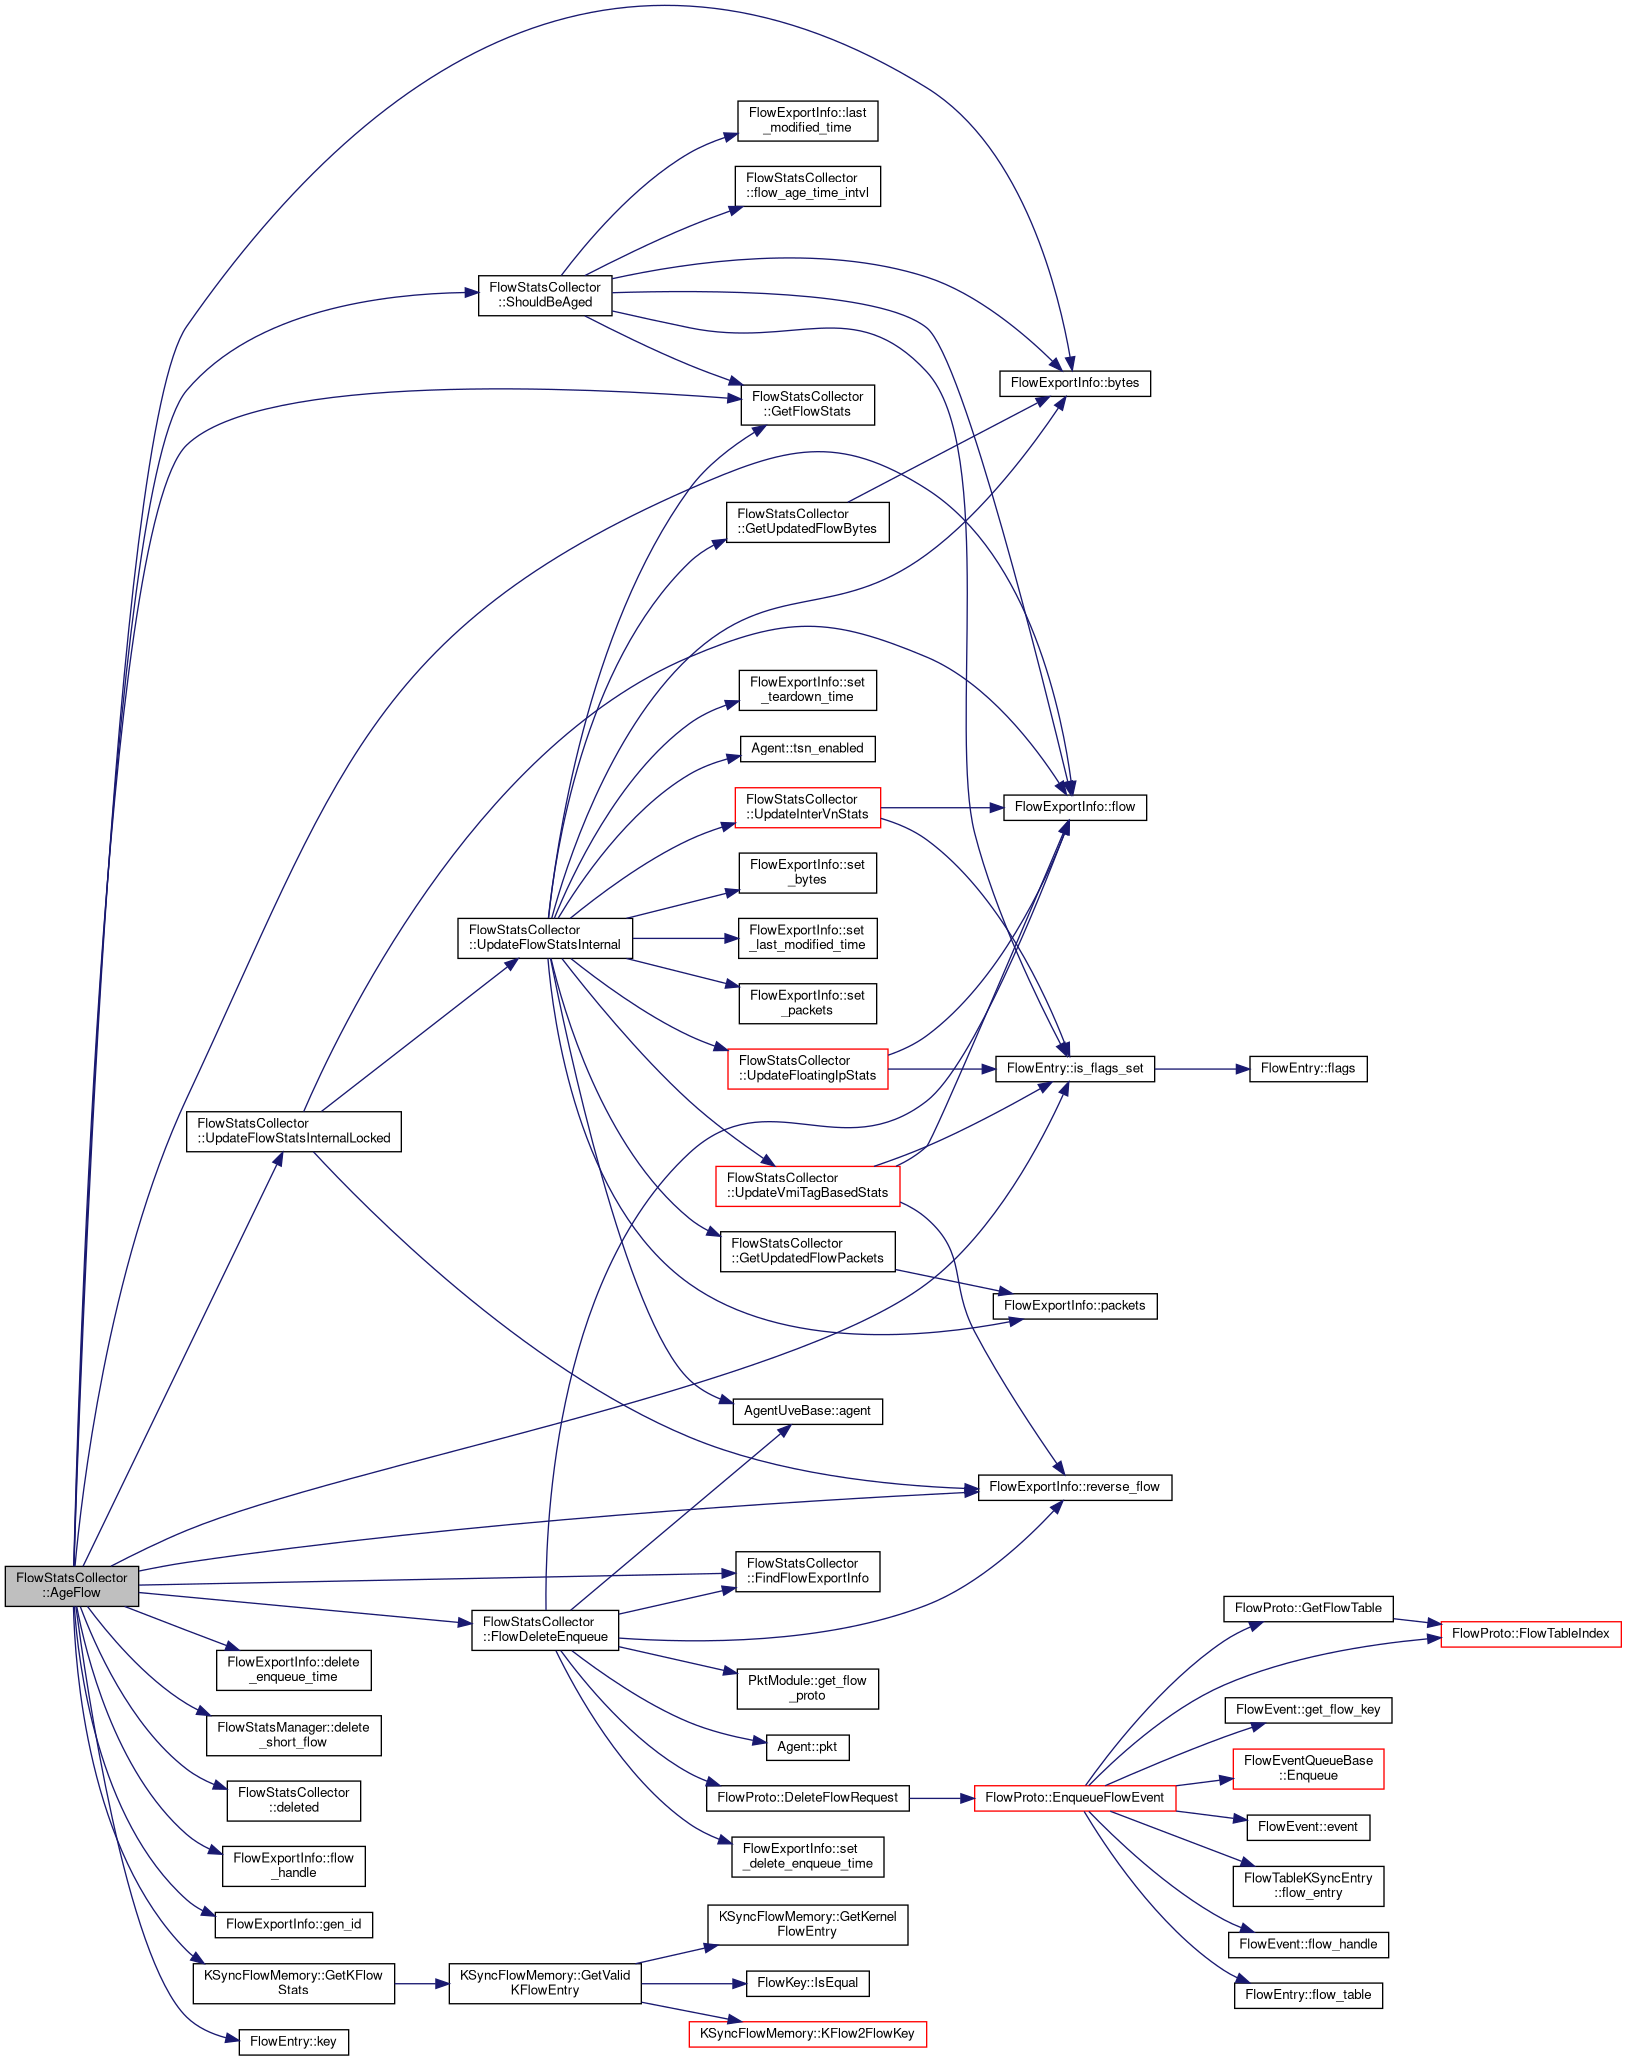 FlowExportInfo::last
_modified_time
FlowStatsCollector
::flow_age_time_intvl
FlowStatsCollector
::ShouldBeAged
FlowExportInfo::bytes
FlowStatsCollector
::GetFlowStats
FlowStatsCollector
::GetUpdatedFlowBytes
FlowExportInfo::set
_teardown_time
Agent::tsn_enabled
FlowStatsCollector
::UpdateInterVnStats
FlowExportInfo::flow
FlowExportInfo::set
_bytes
FlowStatsCollector
::UpdateFlowStatsInternal
FlowExportInfo::set
_last_modified_time
FlowExportInfo::set
_packets
FlowStatsCollector
::UpdateFloatingIpStats
FlowEntry::is_flags_set
FlowEntry::flags
FlowStatsCollector
::UpdateFlowStatsInternalLocked
FlowStatsCollector
::UpdateVmiTagBasedStats
FlowStatsCollector
::GetUpdatedFlowPackets
FlowExportInfo::packets
AgentUveBase::agent
FlowExportInfo::reverse_flow
FlowStatsCollector
::AgeFlow
FlowStatsCollector
::FindFlowExportInfo
FlowStatsCollector
::FlowDeleteEnqueue
FlowProto::GetFlowTable
FlowProto::FlowTableIndex
FlowExportInfo::delete
_enqueue_time
PktModule::get_flow
_proto
FlowEvent::get_flow_key
FlowStatsManager::delete
_short_flow
Agent::pkt
FlowEventQueueBase
::Enqueue
FlowStatsCollector
::deleted
FlowProto::DeleteFlowRequest
FlowProto::EnqueueFlowEvent
FlowEvent::event
FlowExportInfo::flow
_handle
FlowExportInfo::set
_delete_enqueue_time
FlowTableKSyncEntry
::flow_entry
FlowExportInfo::gen_id
KSyncFlowMemory::GetKernel
FlowEntry
FlowEvent::flow_handle
KSyncFlowMemory::GetKFlow
Stats
KSyncFlowMemory::GetValid
KFlowEntry
FlowKey::IsEqual
FlowEntry::flow_table
FlowEntry::key
KSyncFlowMemory::KFlow2FlowKey